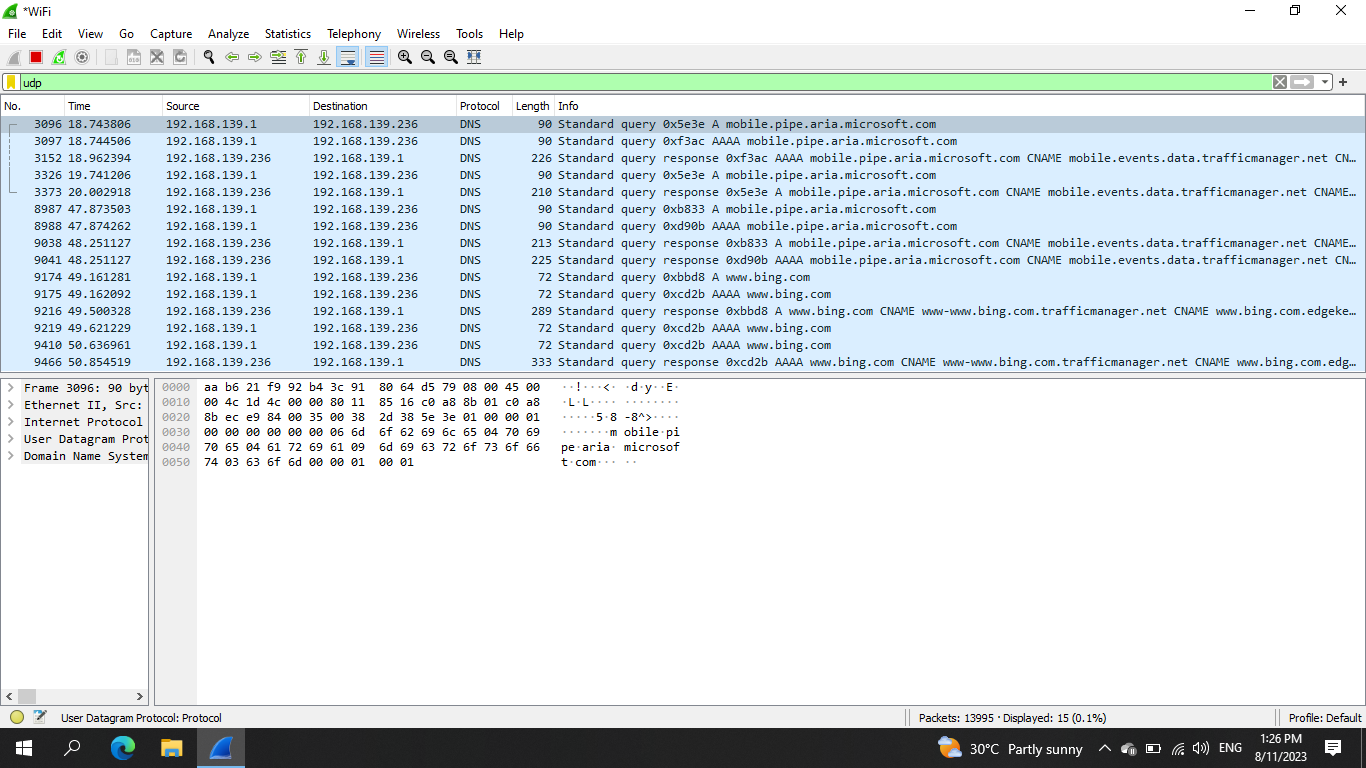 *WiFi
File Edit View Go Capture Analyze Statistics Telephony Wireless Tools Help
udp
No. Time Source Destination Protocol Length Info
3096 18.743806 192.168.139.1 192.168.139.236 DNS 90 Standard query 0x5e3e A mobile.pipe.aria.microsoft.com
3097 18.744506 192.168.139.1 192.168.139.236 DNS 90 Standard query 0xf3ac AAAA mobile.pipe.aria.microsoft.com
3152 18.962394 192.168.139.236 192.168.139.1 DNS 226 Standard query response 0xf3ac AAAA mobile.pipe.aria.microsoft.com CNAME mobile.events.data.trafficmanager.net CN…
3326 19.741206 192.168.139.1 192.168.139.236 DNS 90 Standard query 0x5e3e A mobile.pipe.aria.microsoft.com
3373 20.002918 192.168.139.236 192.168.139.1 DNS 210 Standard query response 0x5e3e A mobile.pipe.aria.microsoft.com CNAME mobile.events.data.trafficmanager.net CNAME…
8987 47.873503 192.168.139.1 192.168.139.236 DNS 90 Standard query 0xb833 A mobile.pipe.aria.microsoft.com
8988 47.874262 192.168.139.1 192.168.139.236 DNS 90 Standard query 0xd90b AAAA mobile.pipe.aria.microsoft.com
9038 48.251127 192.168.139.236 192.168.139.1 DNS 213 Standard query response 0xb833 A mobile.pipe.aria.microsoft.com CNAME mobile.events.data.trafficmanager.net CNAME…
9041 48.251127 192.168.139.236 192.168.139.1 DNS 225 Standard query response 0xd90b AAAA mobile.pipe.aria.microsoft.com CNAME mobile.events.data.trafficmanager.net CN…
9174 49.161281 192.168.139.1 192.168.139.236 DNS 72 Standard query 0xbbd8 A www.bing.com
9175 49.162092 192.168.139.1 192.168.139.236 DNS 72 Standard query 0xcd2b AAAA www.bing.com
9216 49.500328 192.168.139.236 192.168.139.1 DNS 289 Standard query response 0xbbd8 A www.bing.com CNAME www-www.bing.com.trafficmanager.net CNAME www.bing.com.edgeke…
9219 49.621229 192.168.139.1 192.168.139.236 DNS 72 Standard query 0xcd2b AAAA www.bing.com
9410 50.636961 192.168.139.1 192.168.139.236 DNS 72 Standard query 0xcd2b AAAA www.bing.com
9466 50.854519 192.168.139.236 192.168.139.1 DNS 333 Standard query response 0xcd2b AAAA www.bing.com CNAME www-www.bing.com.trafficmanager.net CNAME www.bing.com.edg…
Frame 3096: 90 byt
Ethernet II, Src:
Internet Protocol
User Datagram Prot
Domain Name System
0000 aa b6 21 f9 92 b4 3c 91 80 64 d5 79 08 00 45 00 ··!···<· ·d·y··E·
0010 00 4c 1d 4c 00 00 80 11 85 16 c0 a8 8b 01 c0 a8 ·L·L···· ········
0020 8b ec e9 84 00 35 00 38 2d 38 5e 3e 01 00 00 01 ·····5·8 -8^>····
0030 00 00 00 00 00 00 06 6d 6f 62 69 6c 65 04 70 69 ·······m obile·pi
0040 70 65 04 61 72 69 61 09 6d 69 63 72 6f 73 6f 66 pe·aria· microsof
0050 74 03 63 6f 6d 00 00 01 00 01 t·com··· ··
User Datagram Protocol: Protocol
Packets: 13995 · Displayed: 15 (0.1%)
Profile: Default
30°C Partly sunny
ENG
1:26 PM
8/11/2023